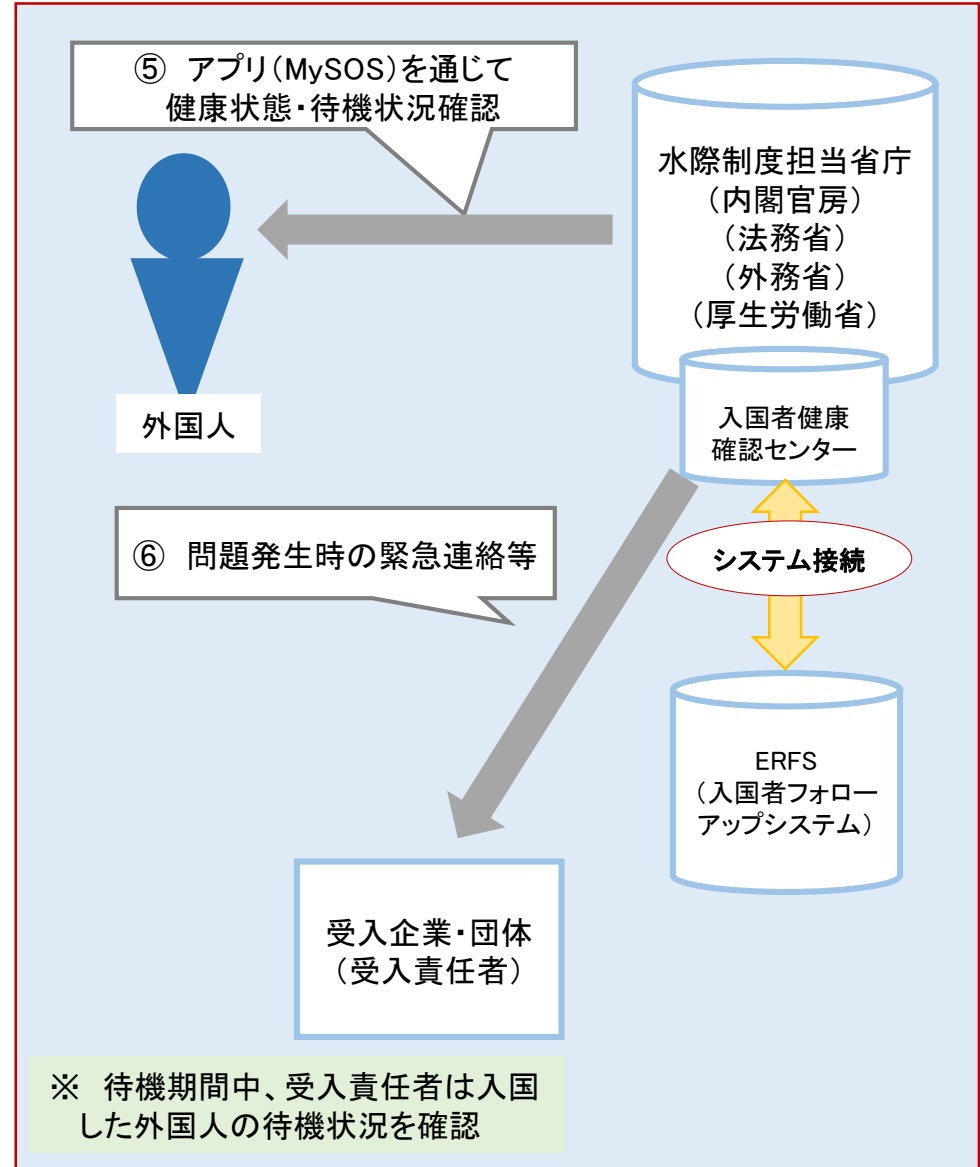 ⑤ アプリ(MySOS)を通じて
健康状態・待機状況確認
水際制度担当省庁
(内閣官房)
(法務省)
(外務省)
(厚生労働省)
入国者健康
確認センター
外国人
⑥ 問題発生時の緊急連絡等
システム接続
ERFS
(入国者フォロー
アップシステム)
受入企業・団体
(受入責任者)
※ 待機期間中、受入責任者は入国
した外国人の待機状況を確認